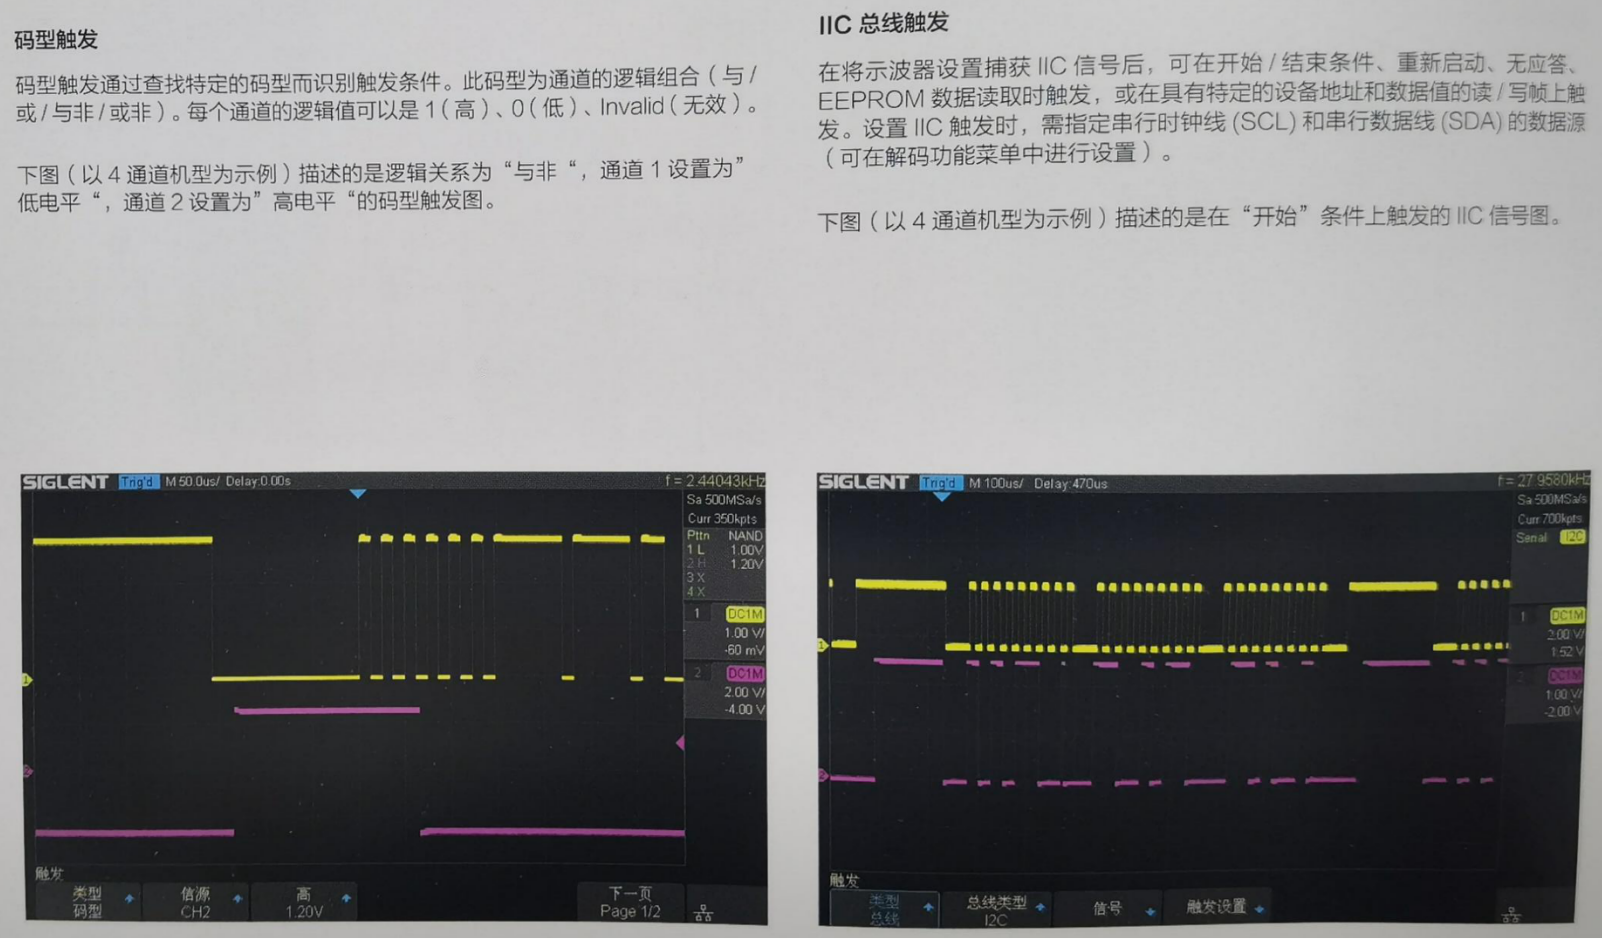 码型触发
码型触发通过查找特定的码型而识别触发条件。此码型为通道的逻辑组合（与/
或/与非/或非）。每个通道的逻辑值可以是1（高）、0（低）、Invalid（无效）。
下图（以4通道机型为示例）描述的是逻辑关系为“与非“，通道1设置为”
低电平“，通道2设置为”高电平“的码型触发图。
SIGLENT Trig'd M 50.0us/ Delay:0.00s f = 2.44043kHz
Sa 500MSa/s
Curr 350kpts
Pttn NAND
1 L 1.00V
2 H 1.20V
3 X
4 X
1 DC1M
1.00 V/
-60 mV
2 DC1M
2.00 V/
-4.00 V
触发
类型 信源 高 下一页
码型 CH2 1.20V Page 1/2
IIC 总线触发
在将示波器设置捕获 IIC 信号后，可在开始/结束条件、重新启动、无应答、
EEPROM 数据读取时触发，或在具有特定的设备地址和数据值的读/写帧上触
发。设置 IIC 触发时，需指定串行时钟线 (SCL) 和串行数据线 (SDA) 的数据源
（可在解码功能菜单中进行设置）。
下图（以4通道机型为示例）描述的是在“开始”条件上触发的 IIC 信号图。
SIGLENT Trig'd M 100us/ Delay:470us f = 27.9580kHz
Sa 500MSa/s
Curr 700kpts
Serial I2C
1 DC1M
2.00 V/
1.52 V
2 DC1M
1.00 V/
-2.00 V
触发
类型 总线类型 信号 触发设置
总线 I2C